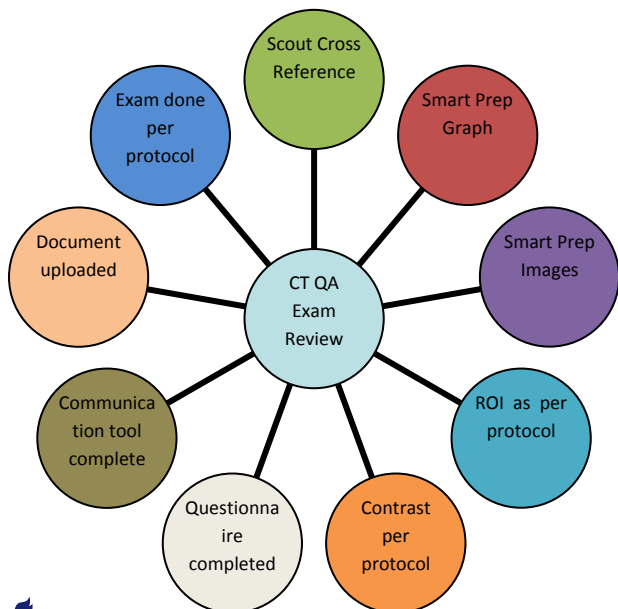 Scout Cross
Reference
Smart Prep
Graph
Smart Prep
Images
ROI as per
protocol
Contrast
per
protocol
Questionna
ire
completed
Communica
tion tool
complete
Document
uploaded
Exam done
per
protocol
CT QA
Exam
Review